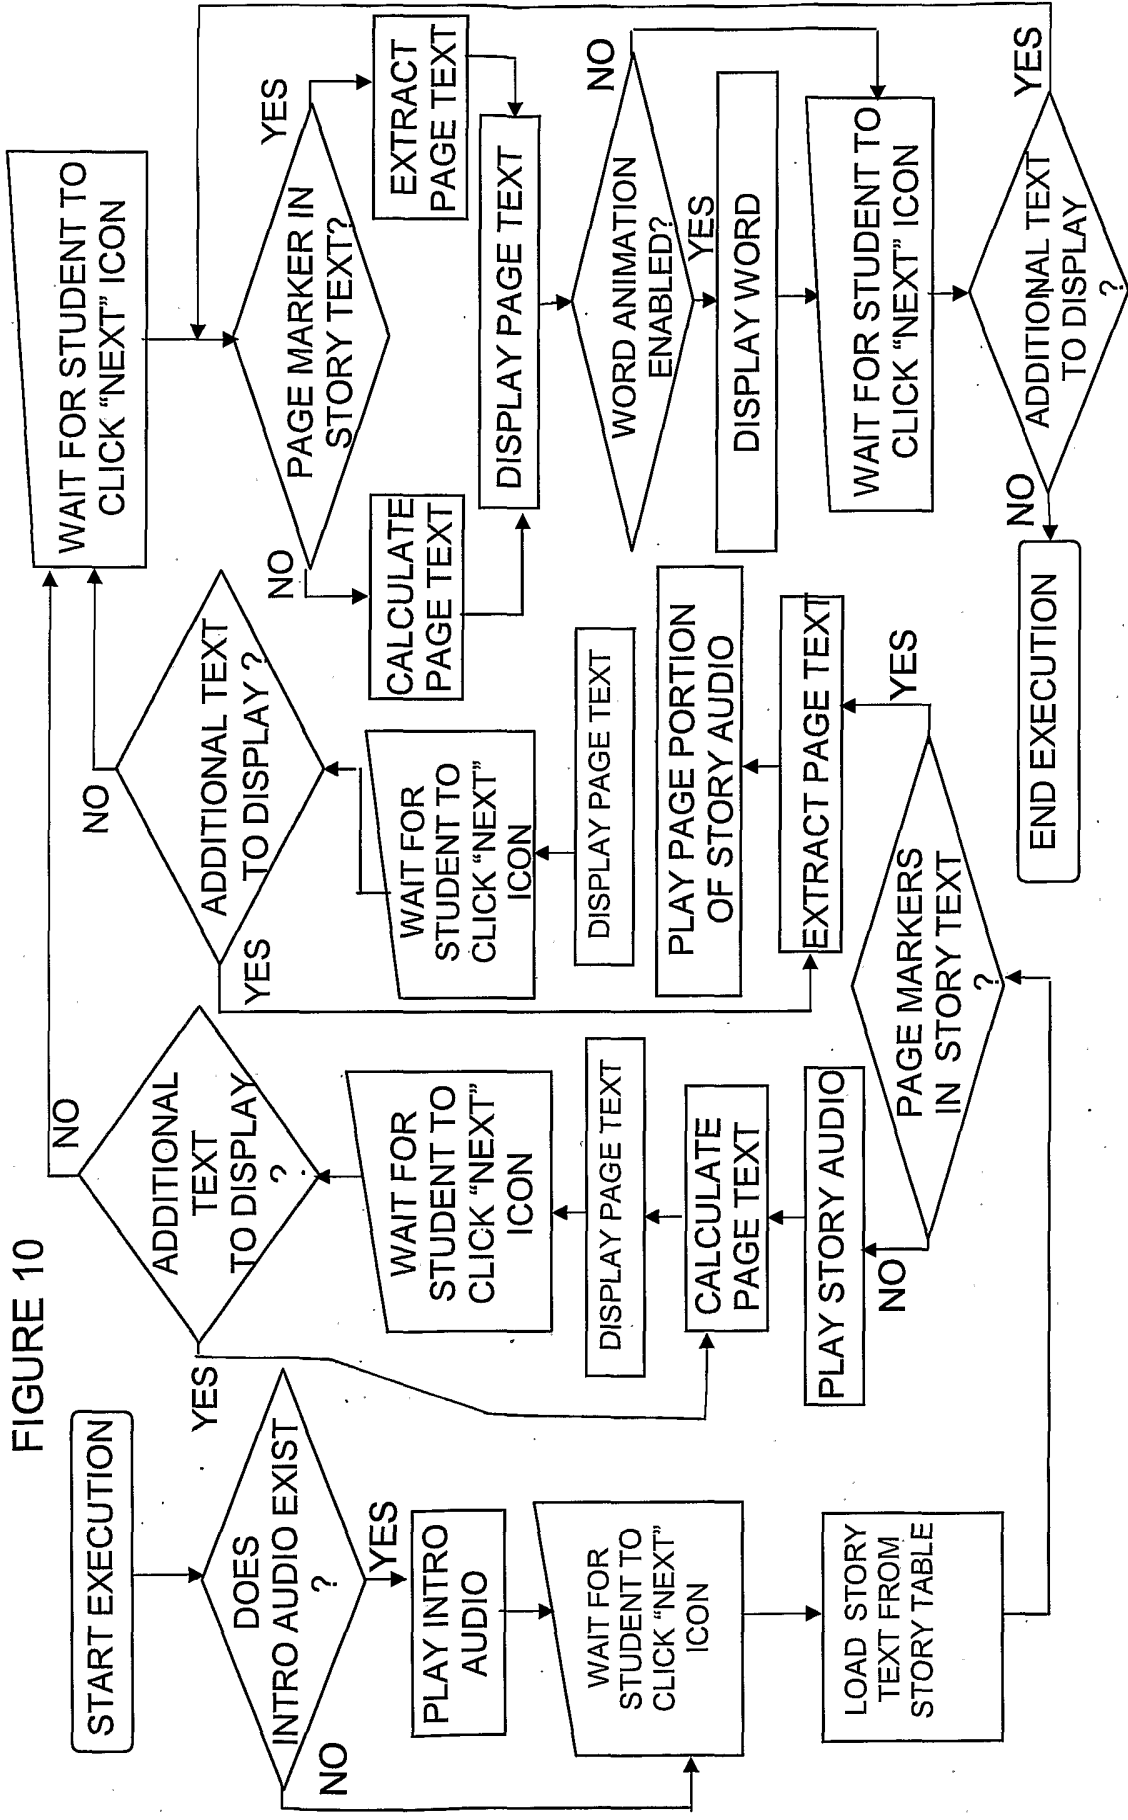 FIGURE 10
START EXECUTION
DOES
INTRO AUDIO EXIST
?
NO
YES
PLAY INTRO
AUDIO
WAIT FOR
STUDENT TO
CLICK “NEXT”
ICON
LOAD STORY
TEXT FROM
STORY TABLE
PAGE MARKERS
IN STORY TEXT
?
NO
YES
PLAY STORY AUDIO
CALCULATE
PAGE TEXT
DISPLAY PAGE TEXT
WAIT FOR
STUDENT TO
CLICK “NEXT”
ICON
ADDITIONAL
TEXT
TO DISPLAY
?
YES
NO
EXTRACT PAGE TEXT
PLAY PAGE PORTION
OF STORY AUDIO
DISPLAY PAGE TEXT
WAIT FOR
STUDENT TO
CLICK “NEXT”
ICON
ADDITIONAL TEXT
TO DISPLAY ?
YES
NO
WAIT FOR STUDENT TO
CLICK “NEXT” ICON
PAGE MARKER IN
STORY TEXT?
NO
YES
CALCULATE
PAGE TEXT
EXTRACT
PAGE TEXT
DISPLAY PAGE TEXT
WORD ANIMATION
ENABLED?
NO
YES
DISPLAY WORD
WAIT FOR STUDENT TO
CLICK “NEXT” ICON
ADDITIONAL TEXT
TO DISPLAY
?
NO
YES
END EXECUTION